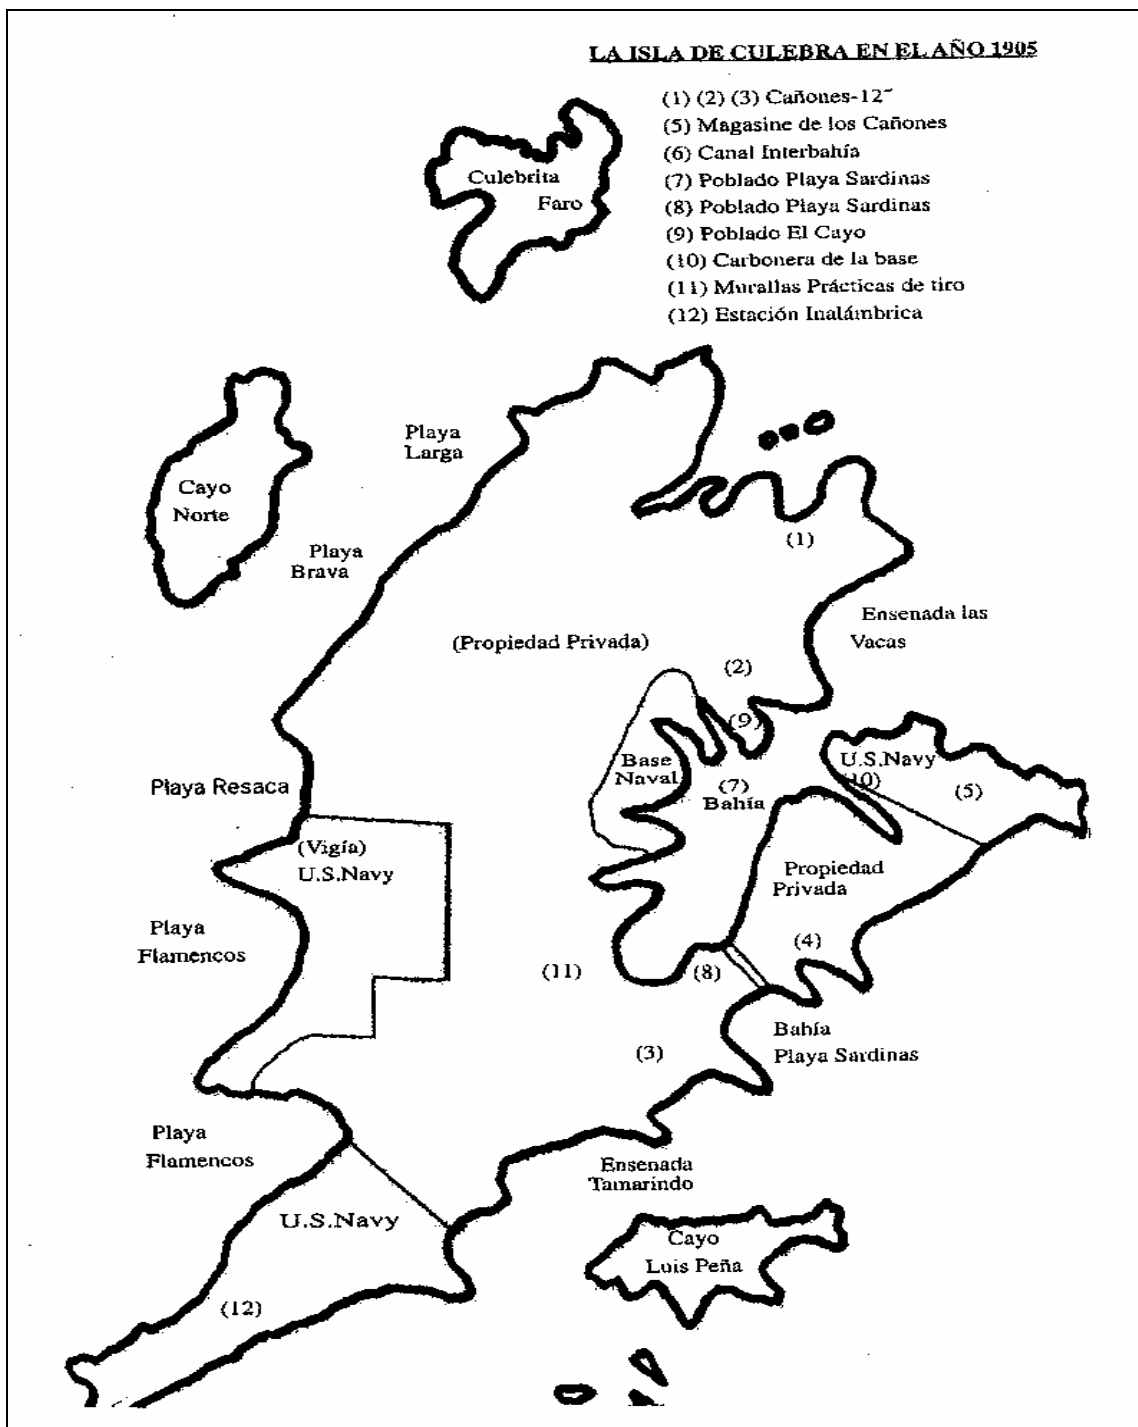 LA ISLA DE CULEBRA EN EL AÑO 1905
(1) (2) (3) Cañones-12"
(5) Magasine de los Cañones
(6) Canal Interbahía
(7) Poblado Playa Sardinas
(8) Poblado Playa Sardinas
(9) Poblado El Cayo
(10) Carbonera de la base
(11) Murallas Prácticas de tiro
(12) Estación Inalámbrica
Culebrita
Faro
Playa
Larga
Cayo
Norte
Playa
Brava
(1)
Ensenada las
Vacas
(Propiedad Privada)
(2)
(9)
Base
Naval
(7)
Bahía
U.S.Navy
(10)
(5)
Playa Resaca
(Vigía)
U.S.Navy
Propiedad
Privada
Playa
Flamencos
(4)
(11)
(8)
Bahía
Playa Sardinas
(3)
Playa
Flamencos
Ensenada
Tamarindo
U.S.Navy
Cayo
Luis Peña
(12)